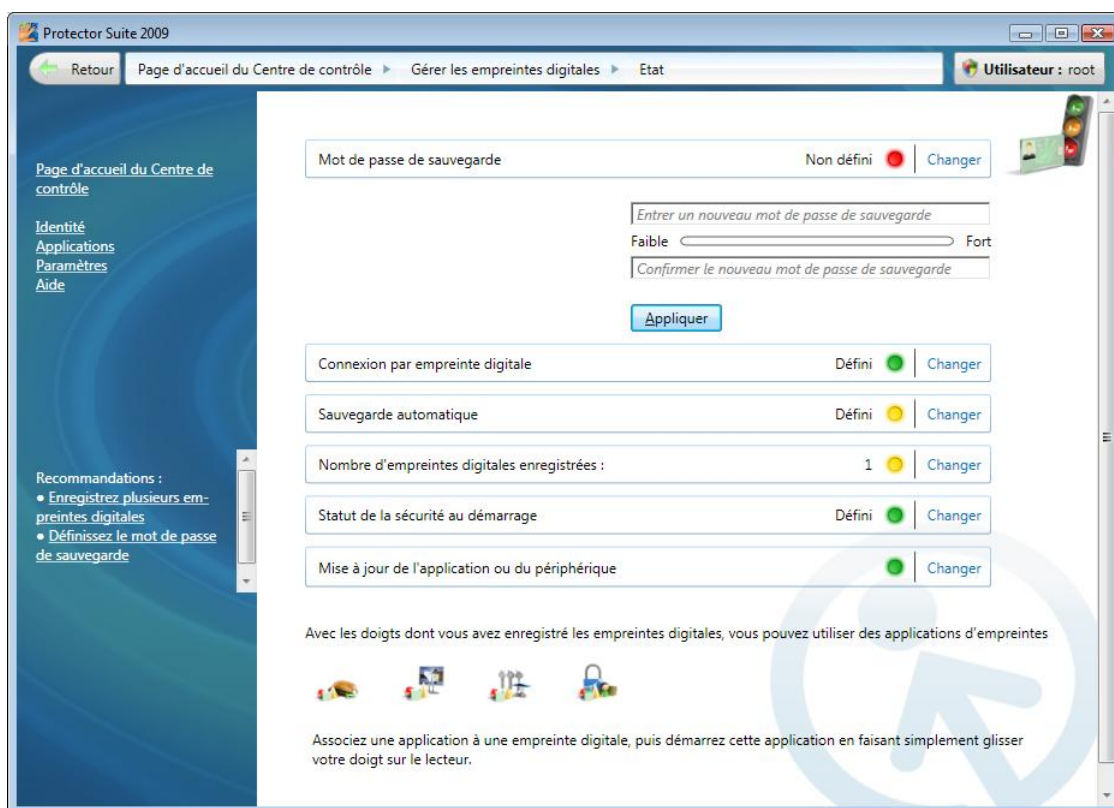 Protector Suite 2009
Retour
Page d'accueil du Centre de contrôle
Gérer les empreintes digitales
Etat
Utilisateur : root
Page d'accueil du Centre de
contrôle
Identité
Applications
Paramètres
Aide
Recommandations :
● Enregistrez plusieurs em-
preintes digitales
● Définissez le mot de passe
de sauvegarde
Mot de passe de sauvegarde Non défini Changer
Entrer un nouveau mot de passe de sauvegarde
Faible Fort
Confirmer le nouveau mot de passe de sauvegarde
Appliquer
Connexion par empreinte digitale Défini Changer
Sauvegarde automatique Défini Changer
Nombre d'empreintes digitales enregistrées : 1 Changer
Statut de la sécurité au démarrage Défini Changer
Mise à jour de l'application ou du périphérique Changer
Avec les doigts dont vous avez enregistré les empreintes digitales, vous pouvez utiliser des applications d'empreintes
Associez une application à une empreinte digitale, puis démarrez cette application en faisant simplement glisser
votre doigt sur le lecteur.